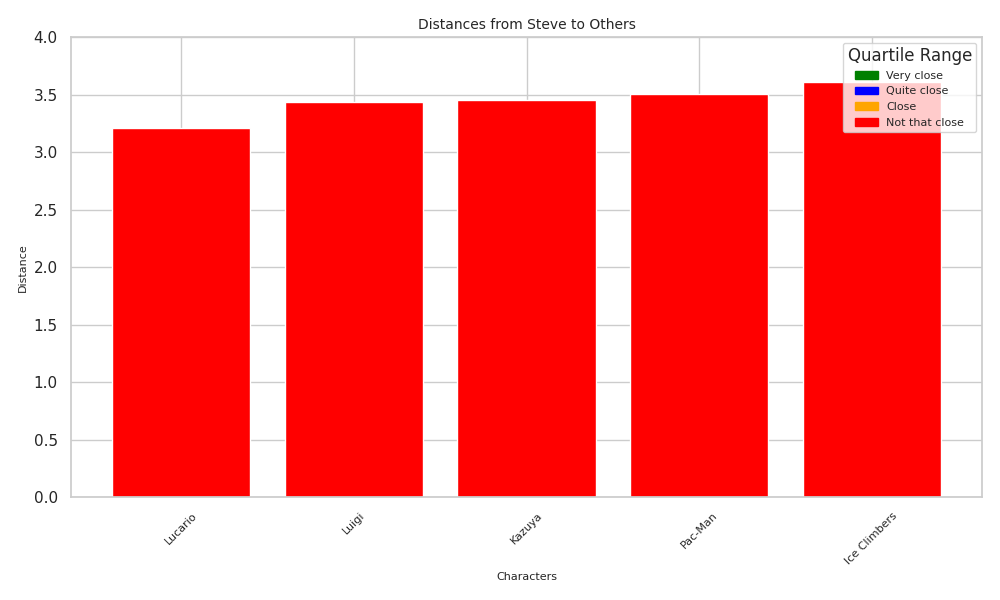 Distances from Steve to Others
4.0
3.5
3.0
2.5
2.0
1.5
1.0
0.5
0.0
Distance
Quartile Range
Very close
Quite close
Close
Not that close
Lucario
Luigi
Kazuya
Pac-Man
Ice Climbers
Characters